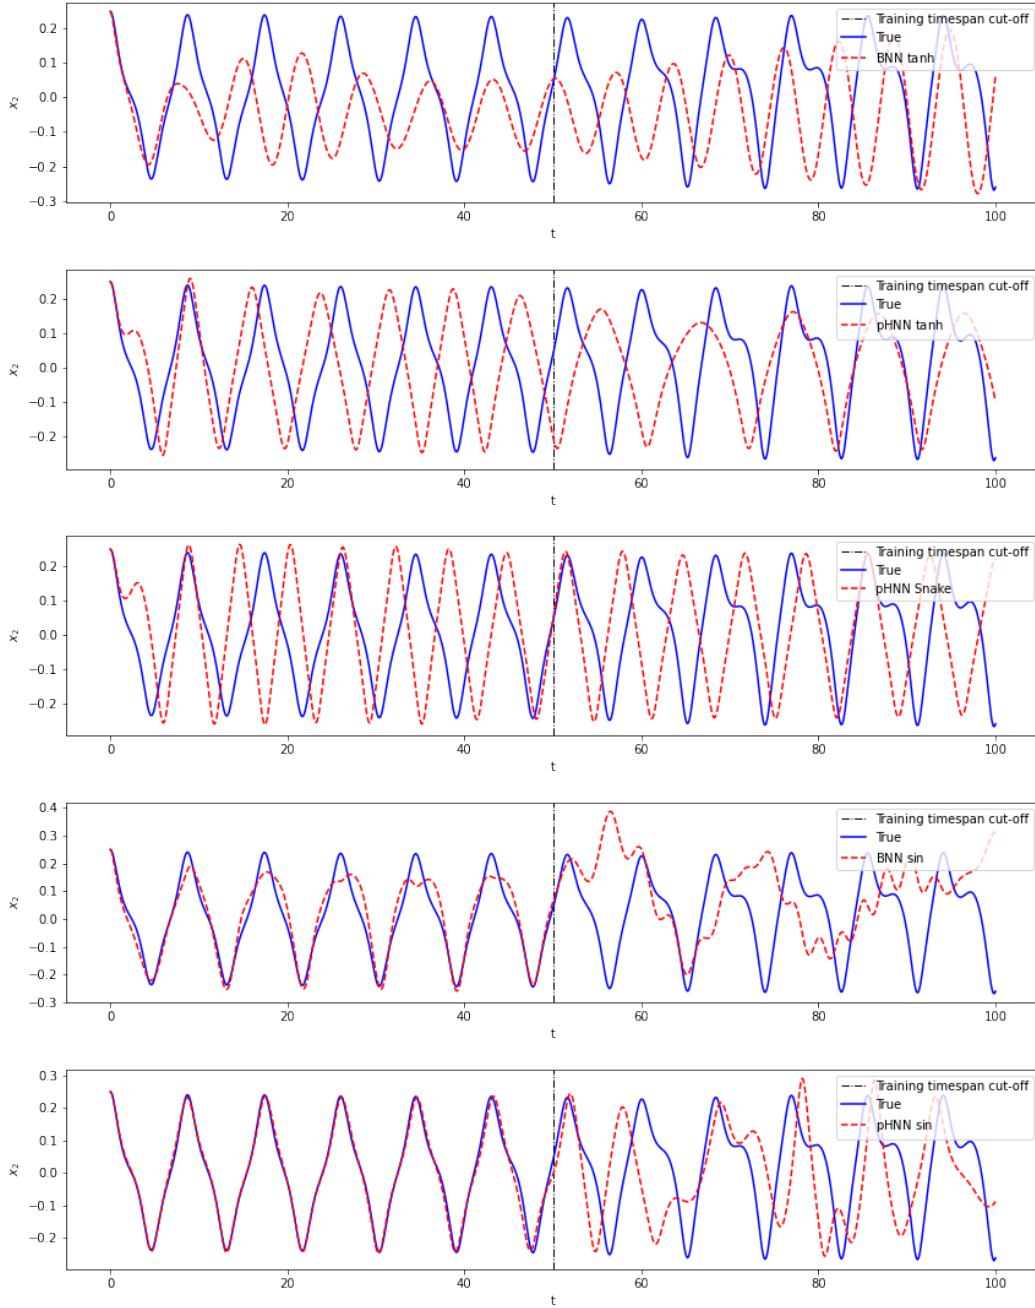 0.2
0.1
0.0
−0.1
−0.2
−0.3
x₂
0
20
40
60
80
100
t
Training timespan cut-off
True
BNN tanh
0.2
0.1
0.0
−0.1
−0.2
x₂
0
20
40
60
80
100
t
Training timespan cut-off
True
pHNN tanh
0.2
0.1
0.0
−0.1
−0.2
x₂
0
20
40
60
80
100
t
Training timespan cut-off
True
pHNN Snake
0.4
0.3
0.2
0.1
0.0
−0.1
−0.2
−0.3
x₂
0
20
40
60
80
100
t
Training timespan cut-off
True
BNN sin
0.3
0.2
0.1
0.0
−0.1
−0.2
x₂
0
20
40
60
80
100
t
Training timespan cut-off
True
pHNN sin